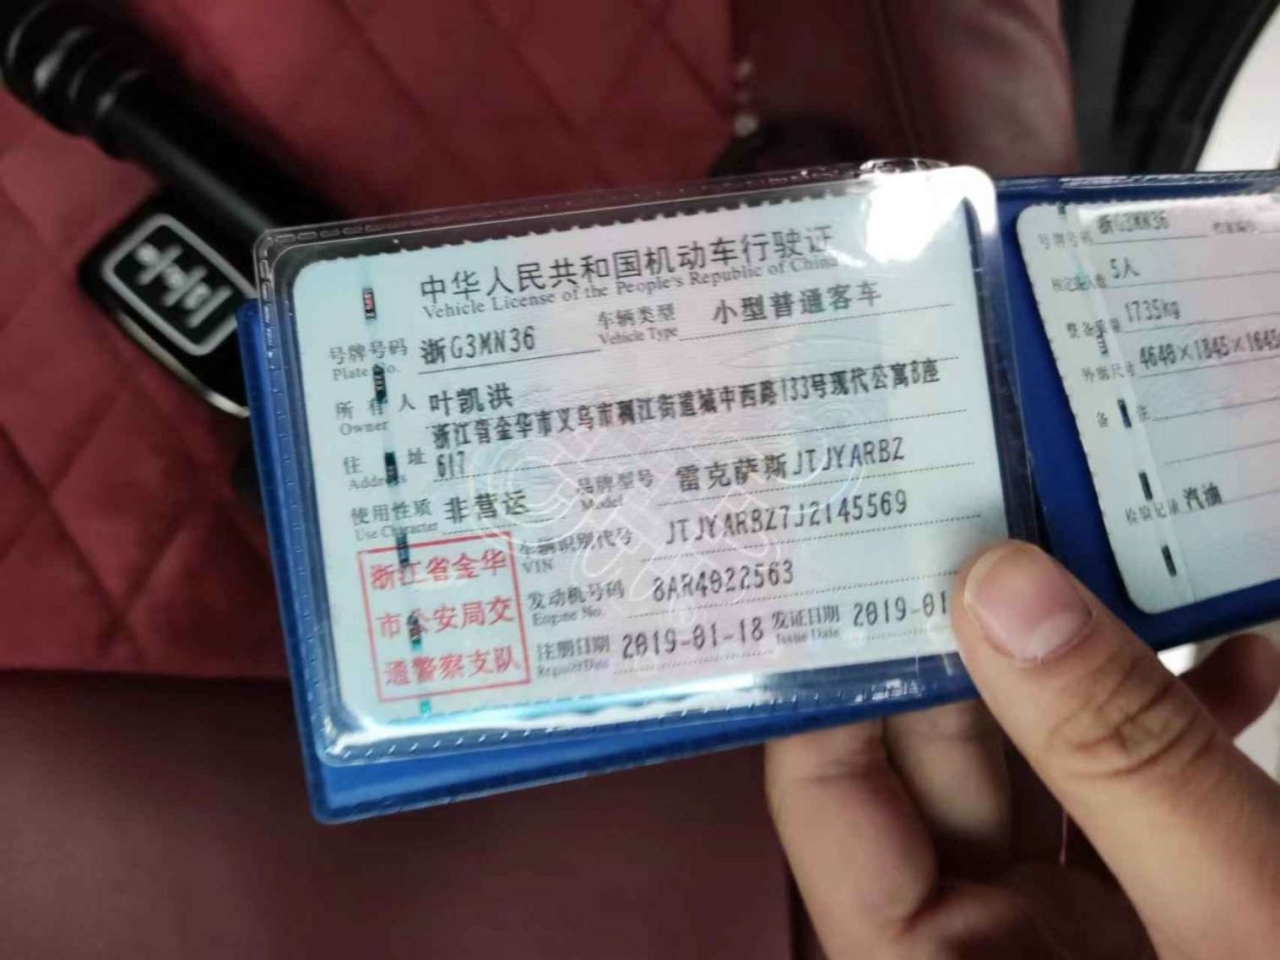 中华人民共和国机动车行驶证
Vehicle License of the People's Republic of China
号牌号码 浙G3MN36 车辆类型 小型普通客车
Plate No. Vehicle Type
所有人 叶凯洪
Owner
浙江省金华市义乌市稠江街道城中西路133号现代公寓B座
住址 617
Address
使用性质 非营运 品牌型号 雷克萨斯JTJYARBZ
Use Character Model
车辆识别代号 JTJYARBZ7J2145569
VIN
发动机号码 8AR4022563
Engine No.
注册日期 2019-01-18 发证日期 2019-01
Register Date Issue Date
浙江省金华
市公安局交
通警察支队
号牌号码 浙G3MN36 档案编号
核定载人数 5人
整备质量 1735kg
外廓尺寸 4640×1845×1645
备注
检验记录 汽油